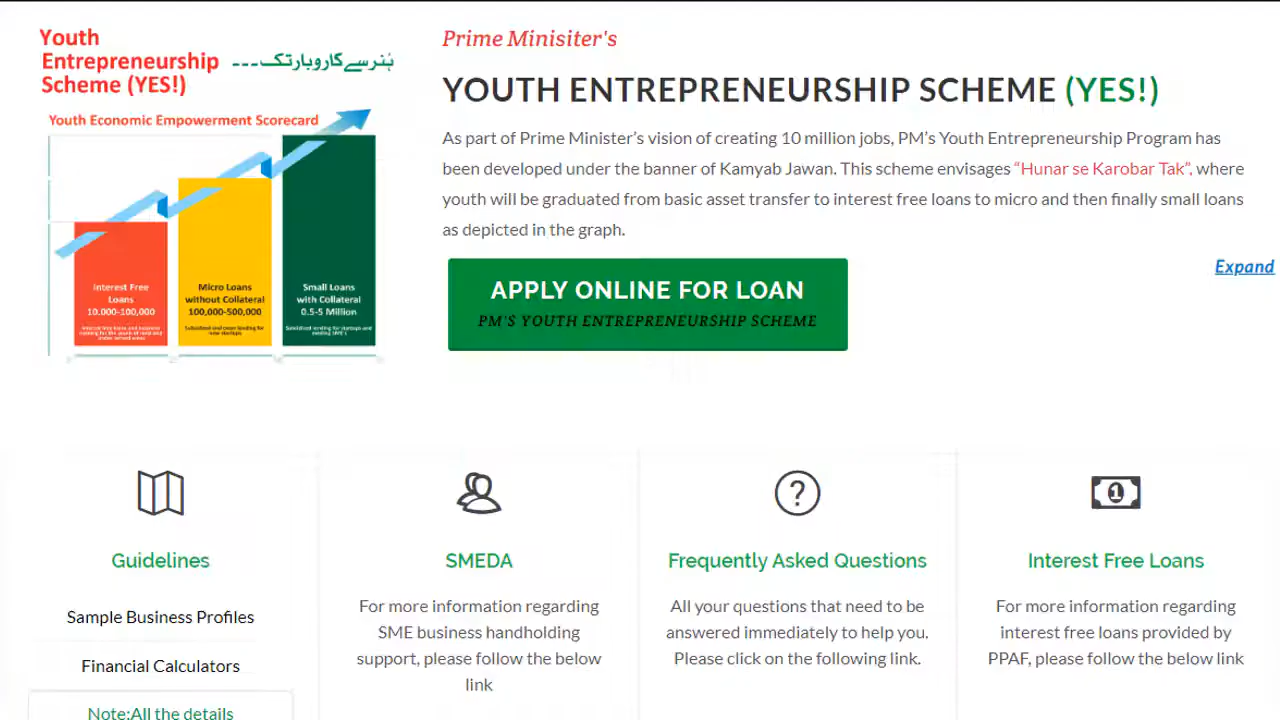 Youth
Entrepreneurship
Scheme (YES!)
ہنر سے کاروبار تک۔۔۔
Youth Economic Empowerment Scorecard
Interest Free
Loans
10.000-100,000
Micro Loans
without Collateral
100,000-500,000
Small Loans
with Collateral
0.5-5 Million
Prime Minisiter's
YOUTH ENTREPRENEURSHIP SCHEME (YES!)
As part of Prime Minister’s vision of creating 10 million jobs, PM’s Youth Entrepreneurship Program has
been developed under the banner of Kamyab Jawan. This scheme envisages “Hunar se Karobar Tak”, where
youth will be graduated from basic asset transfer to interest free loans to micro and then finally small loans
as depicted in the graph.
Expand
APPLY ONLINE FOR LOAN
PM'S YOUTH ENTREPRENEURSHIP SCHEME
Guidelines
Sample Business Profiles
Financial Calculators
Note:All the details
SMEDA
For more information regarding
SME business handholding
support, please follow the below
link
Frequently Asked Questions
All your questions that need to be
answered immediately to help you.
Please click on the following link.
Interest Free Loans
For more information regarding
interest free loans provided by
PPAF, please follow the below link